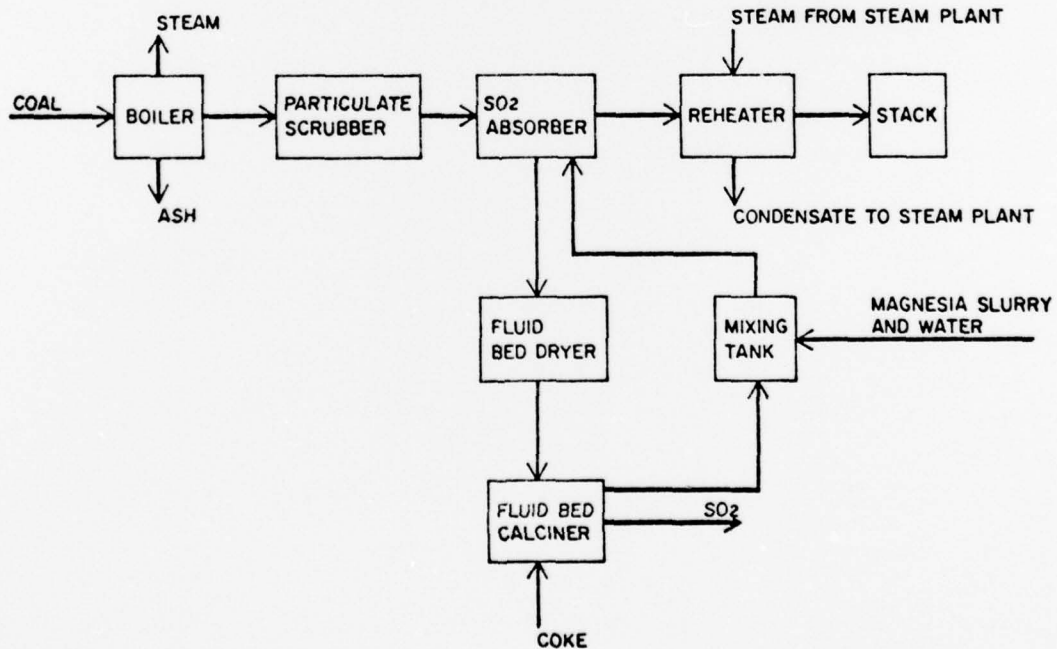 STEAM
STEAM FROM STEAM PLANT
COAL
BOILER
PARTICULATE
SCRUBBER
SO2
ABSORBER
REHEATER
STACK
ASH
CONDENSATE TO STEAM PLANT
FLUID
BED DRYER
MIXING
TANK
MAGNESIA SLURRY
AND WATER
FLUID BED
CALCINER
SO2
COKE